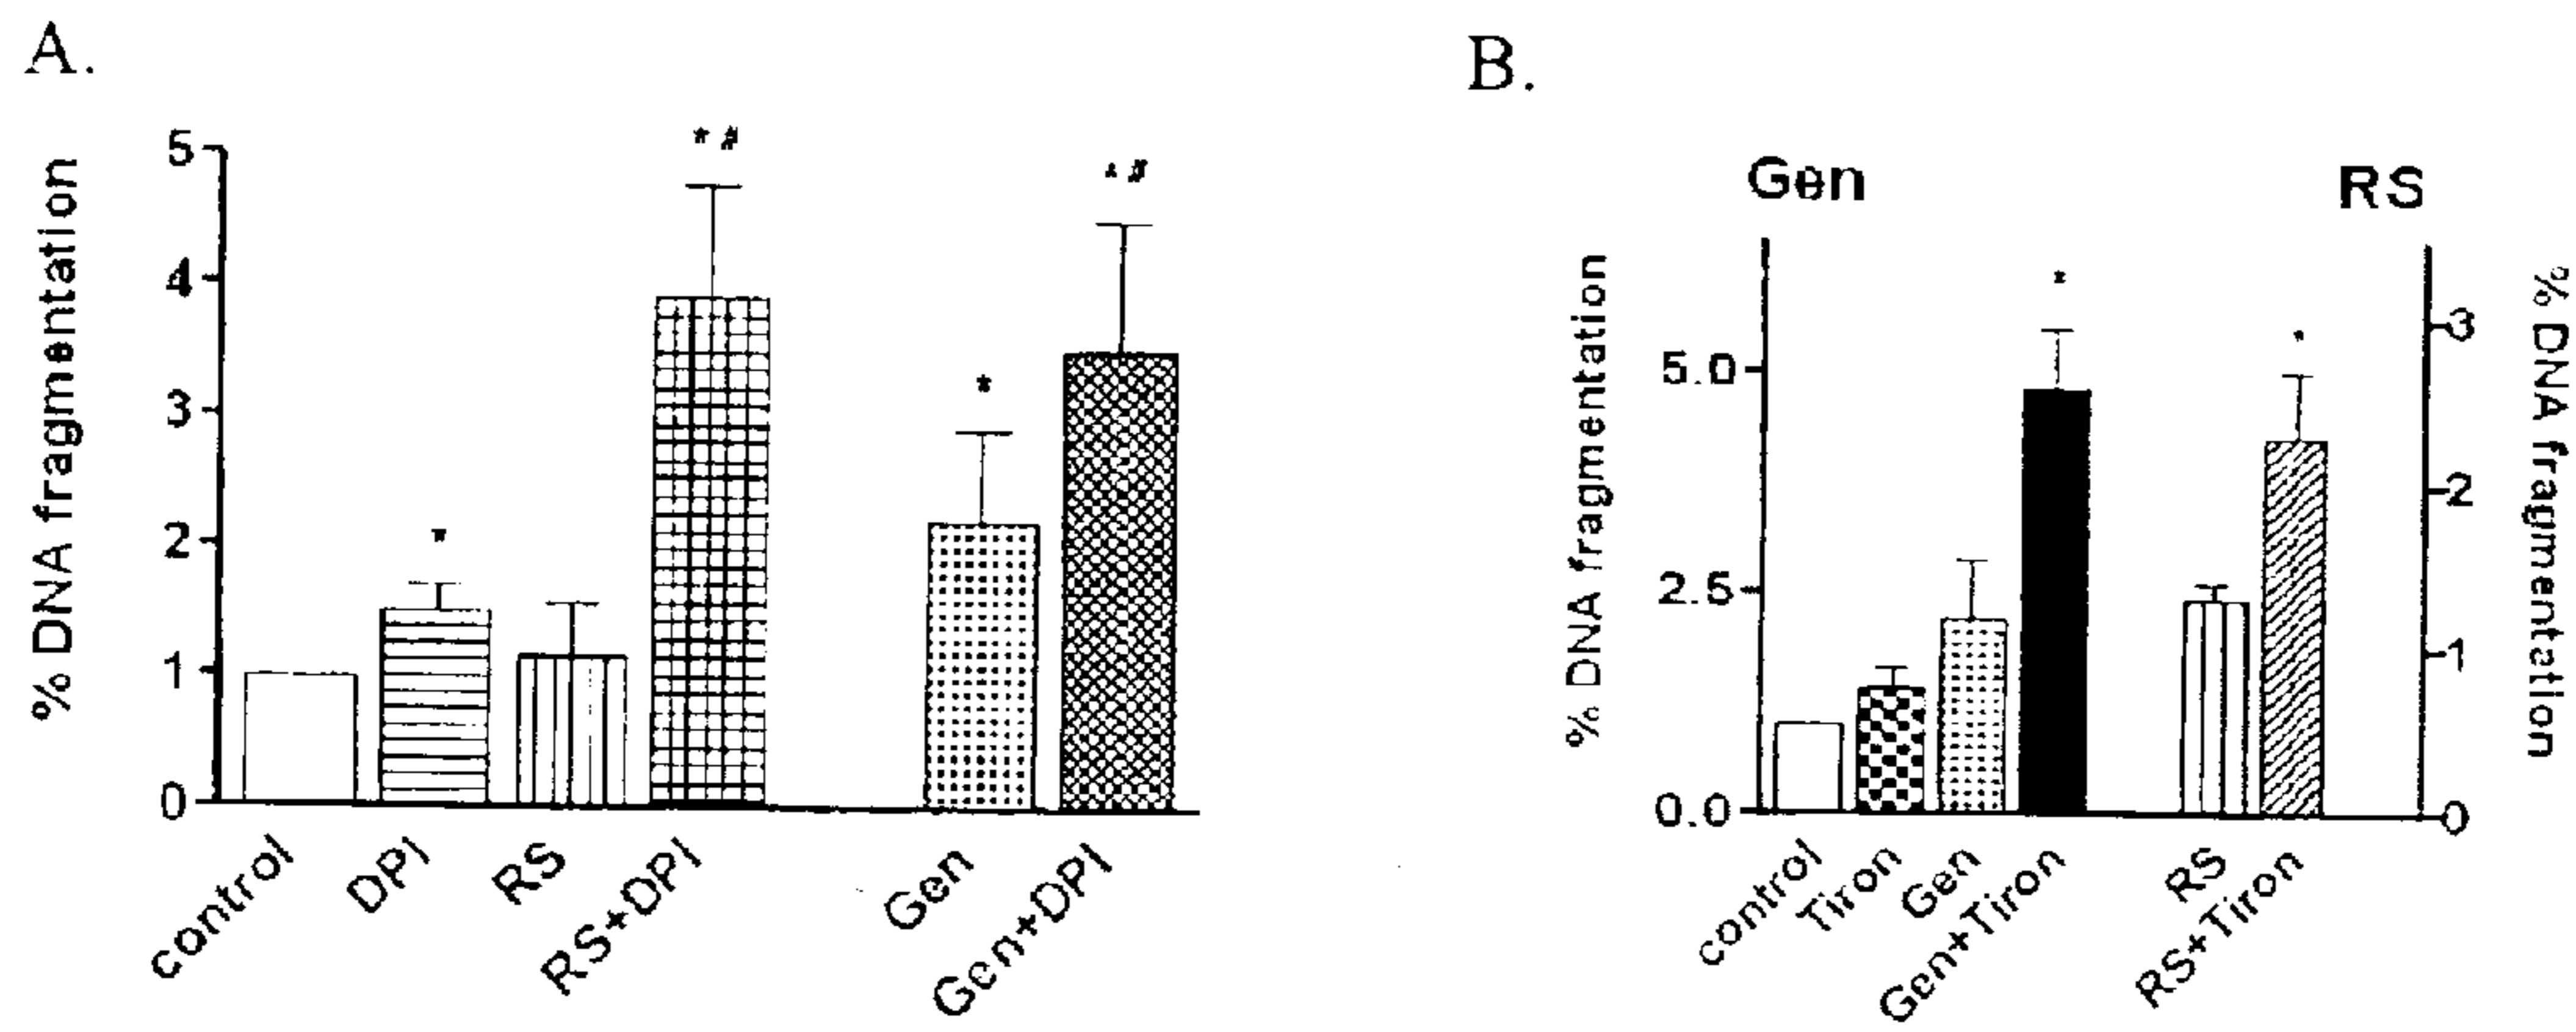 A.
% DNA fragmentation
5
4
3
2
1
0
* #
*
*
* #
control
DPI
RS
RS+DPI
Gen
Gen+DPI
B.
Gen
RS
% DNA fragmentation
5.0
2.5
0.0
*
*
3
2
1
0
% DNA fragmentation
control
Tiron
Gen
Gen+Tiron
RS
RS+Tiron